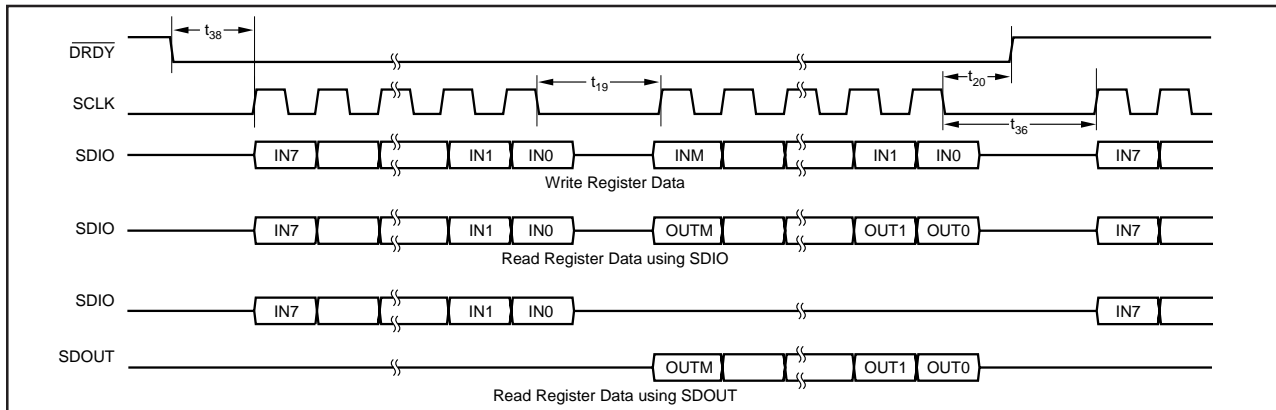 t38
DRDY
t19
t20
SCLK
t36
SDIO IN7 IN1 IN0 INM IN1 IN0 IN7
Write Register Data
SDIO IN7 IN1 IN0 OUTM OUT1 OUT0 IN7
Read Register Data using SDIO
SDIO IN7 IN1 IN0 IN7
SDOUT OUTM OUT1 OUT0
Read Register Data using SDOUT